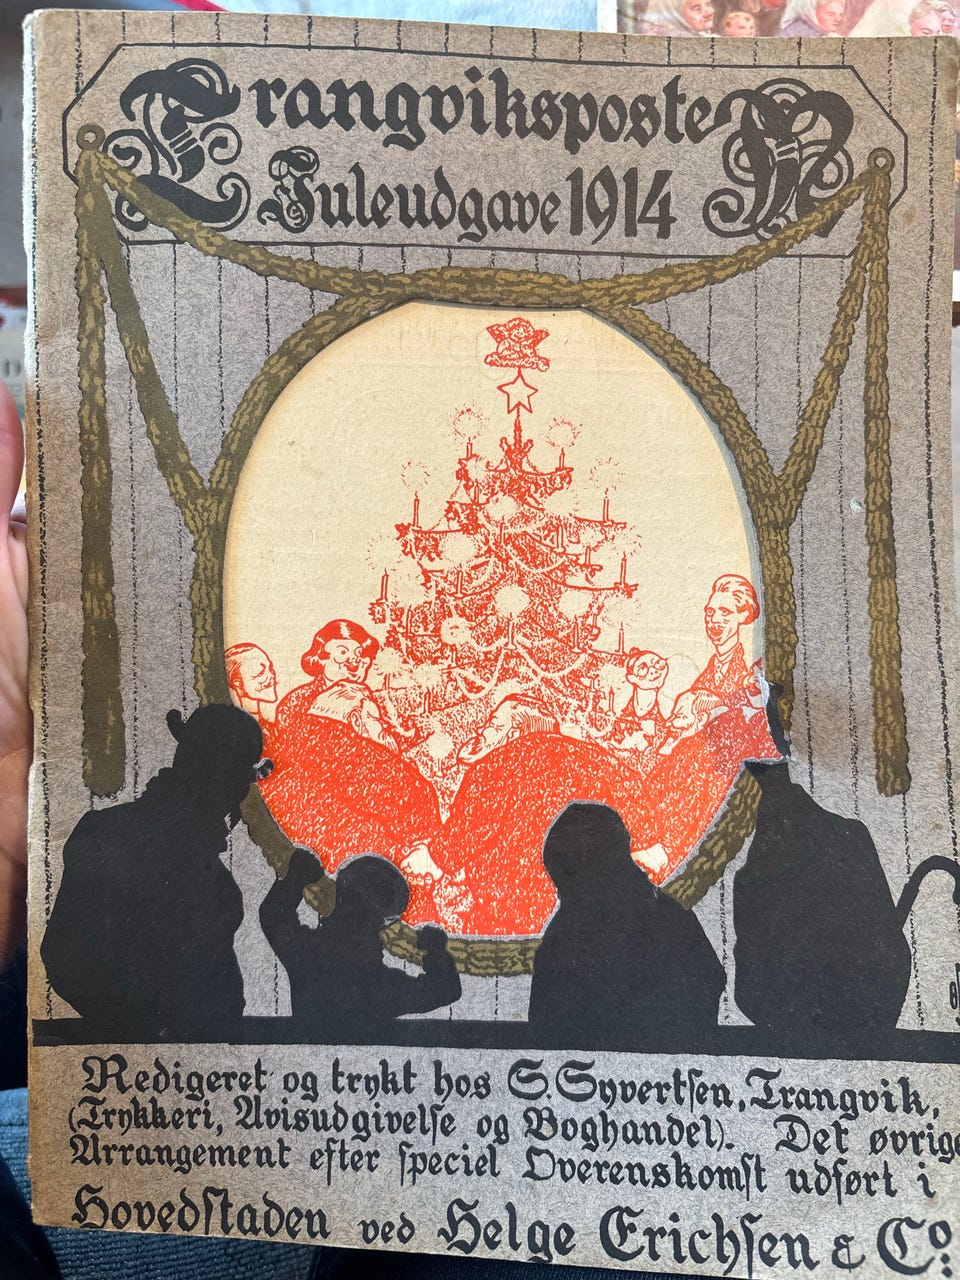 TrangviksposteN
Juleudgave 1914
Redigeret og trykt hos S. Syvertsen, Trangvik,
(Trykkeri, Avisudgivelse og Boghandel). Det øvrige
Arrangement efter speciel Overenskomst udført i
Hovedstaden ved Helge Erichsen & Co: